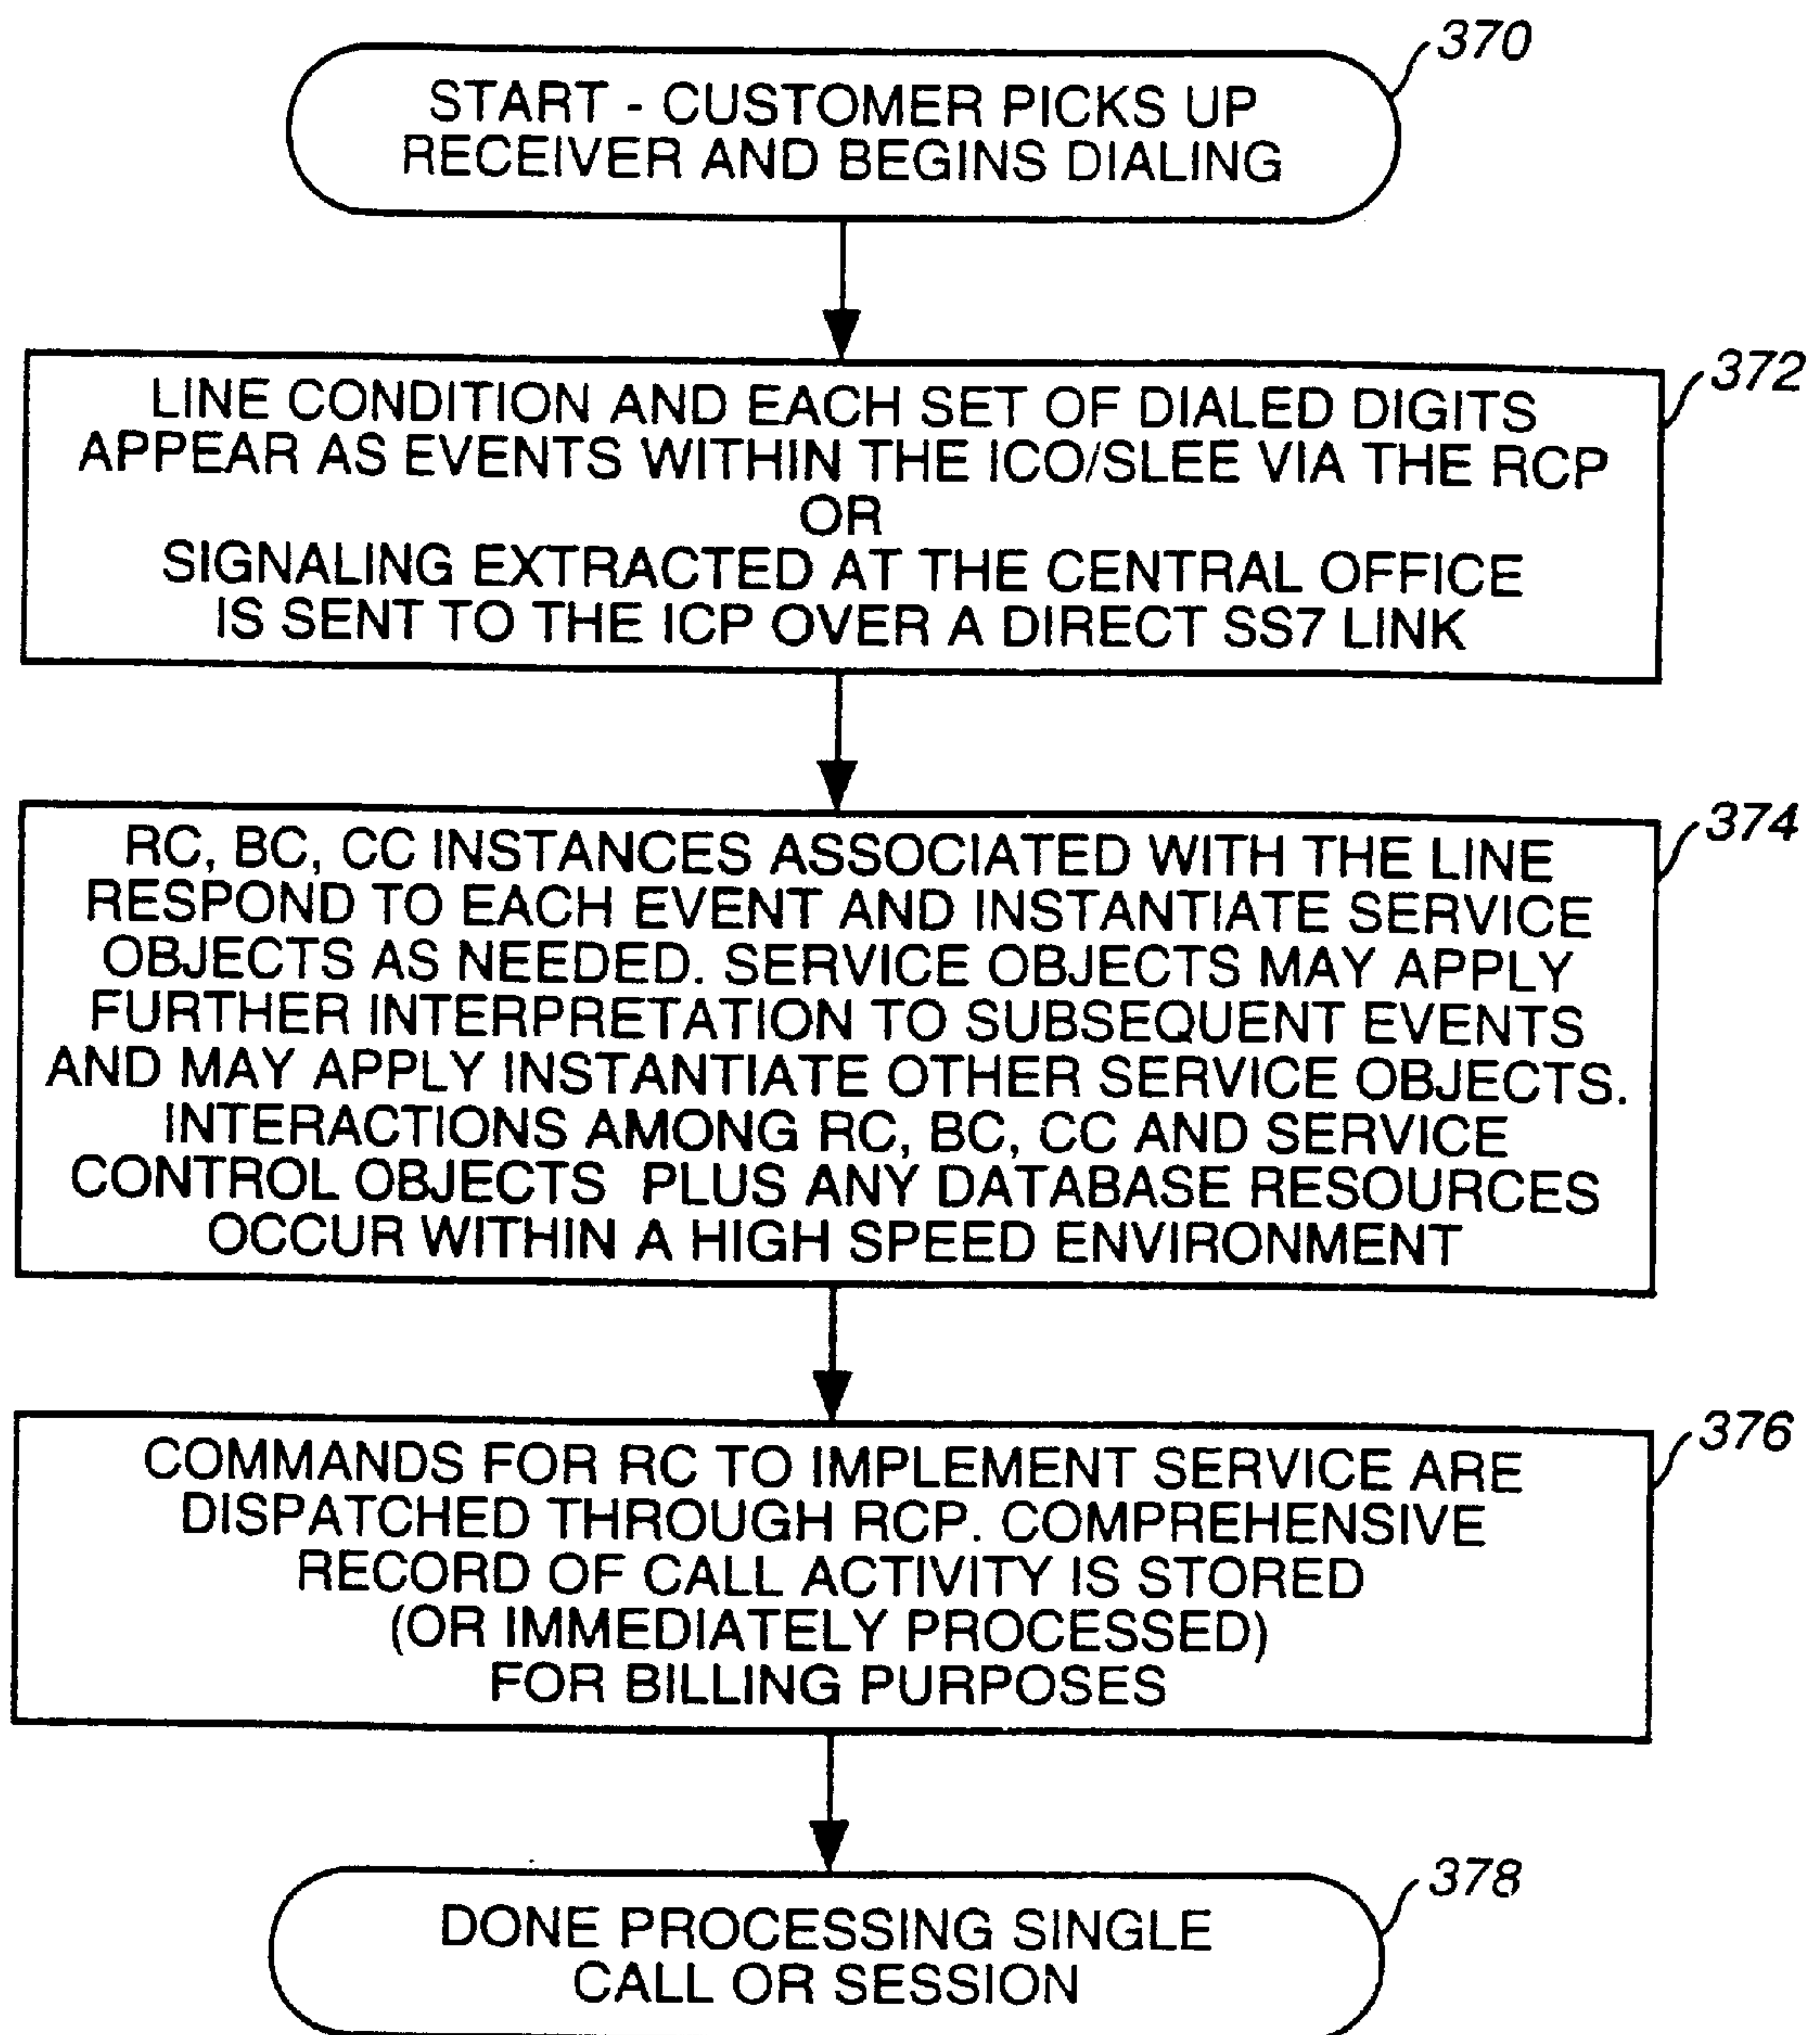 370
START - CUSTOMER PICKS UP
RECEIVER AND BEGINS DIALING
372
LINE CONDITION AND EACH SET OF DIALED DIGITS
APPEAR AS EVENTS WITHIN THE ICO/SLEE VIA THE RCP
OR
SIGNALING EXTRACTED AT THE CENTRAL OFFICE
IS SENT TO THE ICP OVER A DIRECT SS7 LINK
374
RC, BC, CC INSTANCES ASSOCIATED WITH THE LINE
RESPOND TO EACH EVENT AND INSTANTIATE SERVICE
OBJECTS AS NEEDED. SERVICE OBJECTS MAY APPLY
FURTHER INTERPRETATION TO SUBSEQUENT EVENTS
AND MAY APPLY INSTANTIATE OTHER SERVICE OBJECTS.
INTERACTIONS AMONG RC, BC, CC AND SERVICE
CONTROL OBJECTS PLUS ANY DATABASE RESOURCES
OCCUR WITHIN A HIGH SPEED ENVIRONMENT
376
COMMANDS FOR RC TO IMPLEMENT SERVICE ARE
DISPATCHED THROUGH RCP. COMPREHENSIVE
RECORD OF CALL ACTIVITY IS STORED
(OR IMMEDIATELY PROCESSED)
FOR BILLING PURPOSES
378
DONE PROCESSING SINGLE
CALL OR SESSION